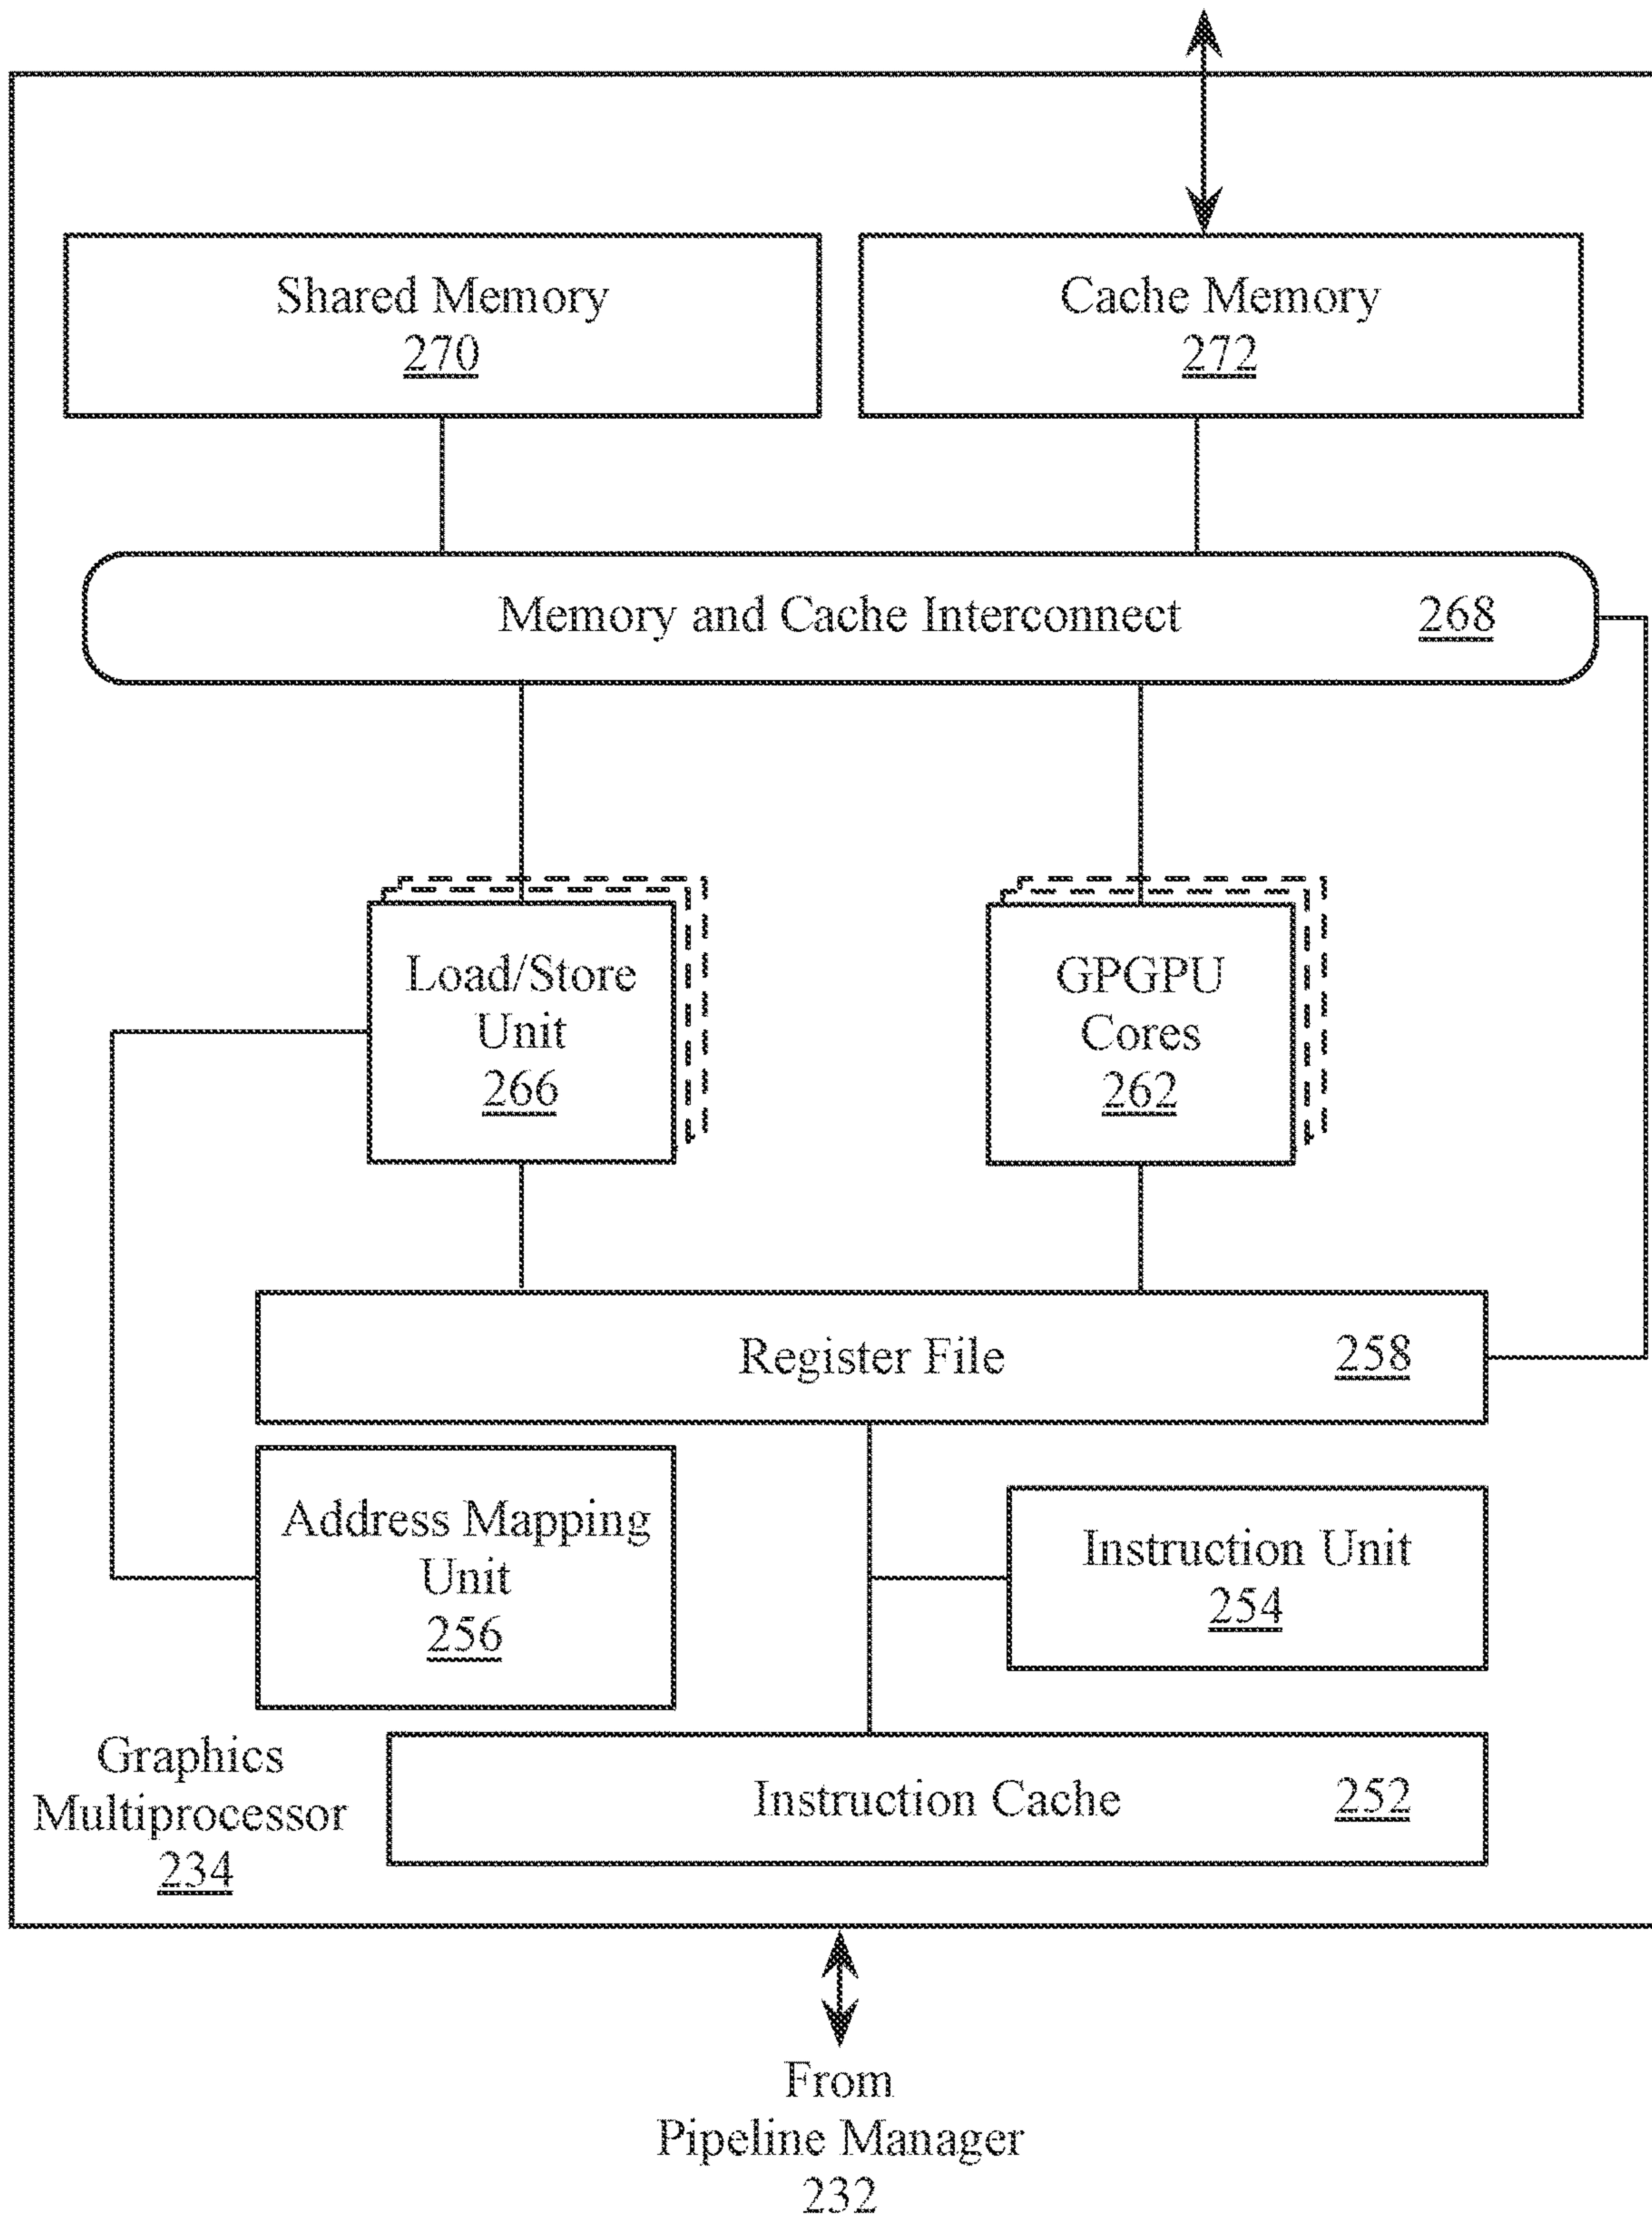 Shared Memory
270
Cache Memory
272
Memory and Cache Interconnect 268
Load/Store
Unit
266
GPGPU
Cores
262
Register File 258
Address Mapping
Unit
256
Instruction Unit
254
Graphics
Multiprocessor
234
Instruction Cache 252
From
Pipeline Manager
232